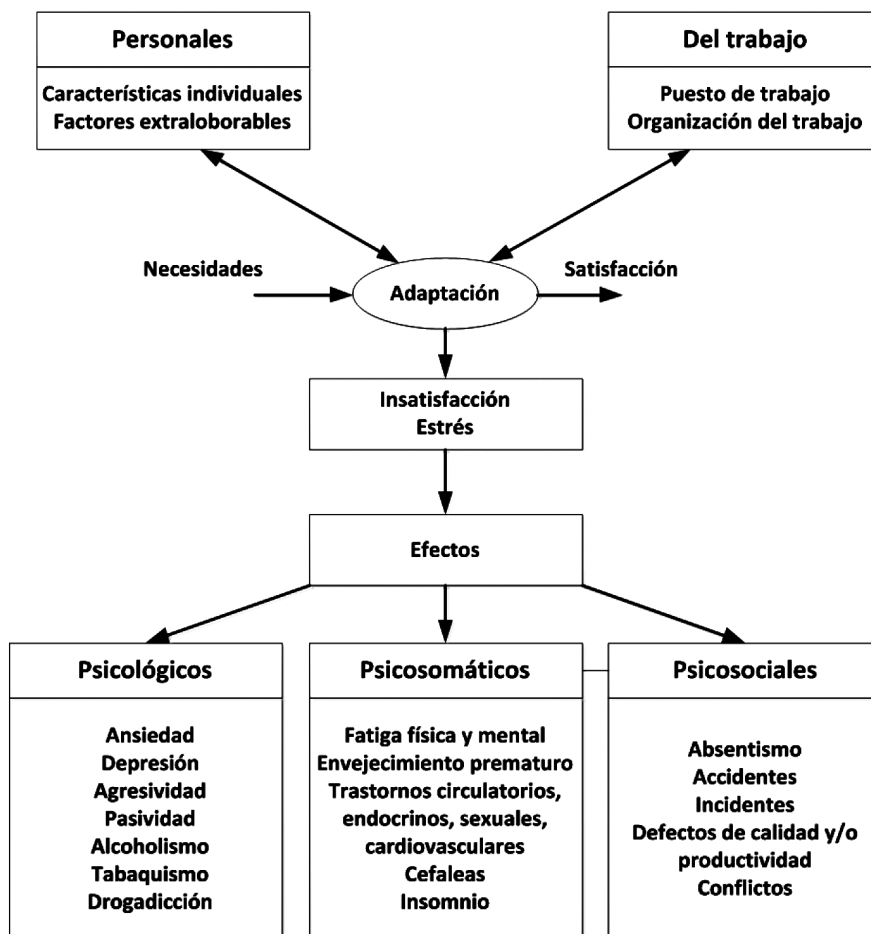 Personales
Características individuales
Factores extraloborables
Del trabajo
Puesto de trabajo
Organización del trabajo
Necesidades
Adaptación
Satisfacción
Insatisfacción
Estrés
Efectos
Psicológicos
Ansiedad
Depresión
Agresividad
Pasividad
Alcoholismo
Tabaquismo
Drogadicción
Psicosomáticos
Fatiga física y mental
Envejecimiento prematuro
Trastornos circulatorios,
endocrinos, sexuales,
cardiovasculares
Cefaleas
Insomnio
Psicosociales
Absentismo
Accidentes
Incidentes
Defectos de calidad y/o
productividad
Conflictos